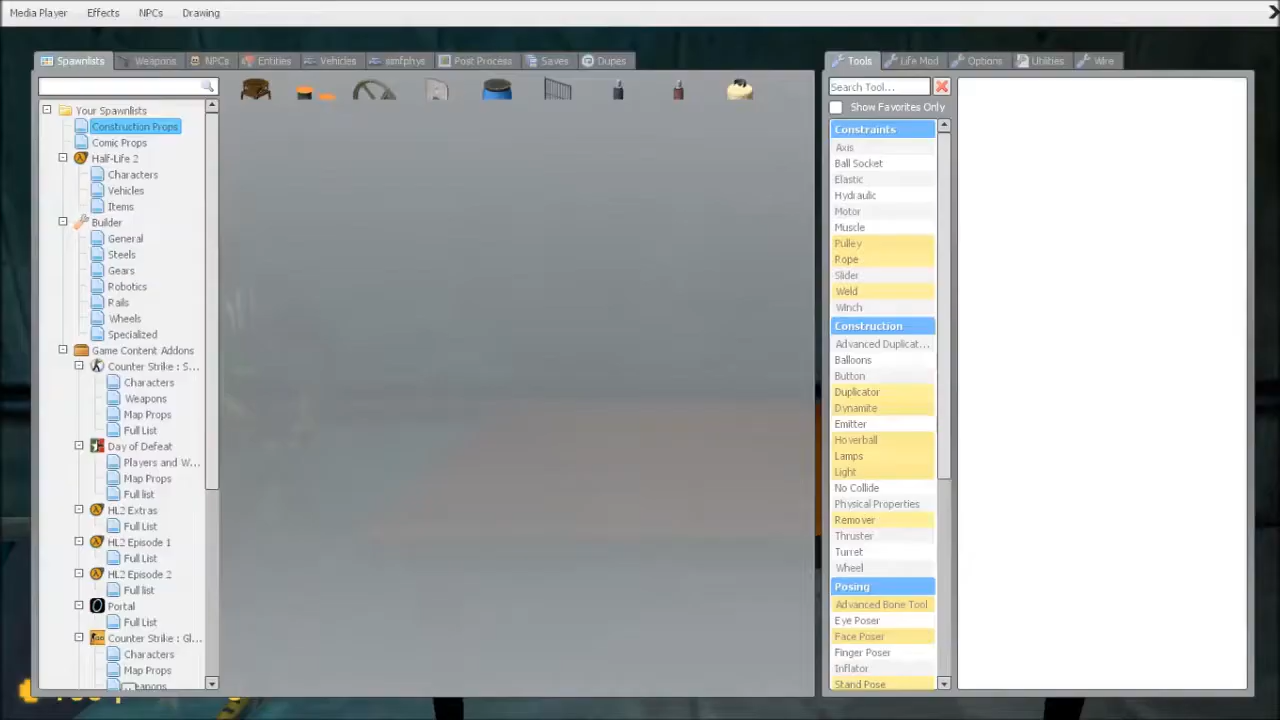 Media Player Effects NPCs Drawing
Spawnlists Weapons NPCs Entities Vehicles ssnfphys Post Process Saves Dupes
Your Spawnlists
Construction Props
Comic Props
Half-Life 2
Characters
Vehicles
Items
Builder
General
Steels
Gears
Robotics
Rails
Wheels
Specialized
Game Content Addons
Counter Strike : S...
Characters
Weapons
Map Props
Full List
Day of Defeat
Players and W...
Map Props
Full list
HL2 Extras
Full List
HL2 Episode 1
Full List
HL2 Episode 2
Full list
Portal
Full List
Counter Strike : Gl...
Characters
Map Props
Tools Life Mod Options Utilities Wire
Search Tool...
Show Favorites Only
Constraints
Axis
Ball Socket
Elastic
Hydraulic
Motor
Muscle
Pulley
Rope
Slider
Weld
Winch
Construction
Advanced Duplicat...
Balloons
Button
Duplicator
Dynamite
Emitter
Hoverball
Lamps
Light
No Collide
Physical Properties
Remover
Thruster
Turret
Wheel
Posing
Advanced Bone Tool
Eye Poser
Face Poser
Finger Poser
Inflator
Stand Pose